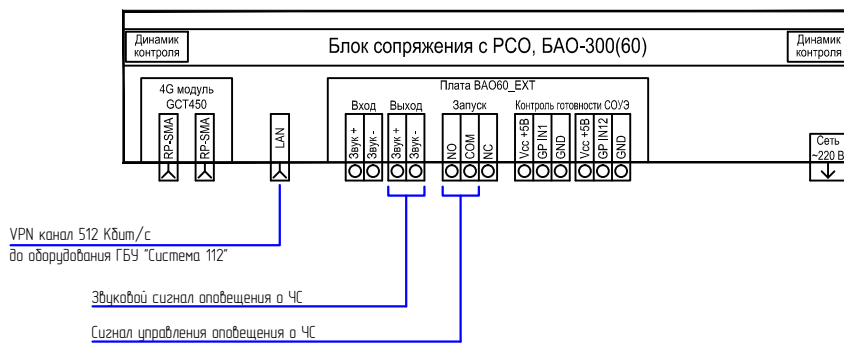 Динамик
контроля
Блок сопряжения с РСО, БАО-300(60)
Динамик
контроля
4G модуль
GCT450
Плата BAO60_EXT
Вход
Выход
Запуск
Контроль готовности СОУЭ
RP-SMA
RP-SMA
LAN
Звук +
Звук -
Звук +
Звук -
NO
COM
NC
Vcc +5В
GP IN1
GND
Vcc +5В
GP IN12
GND
Сеть
~220 В
VPN канал 512 Кбит/с
до оборудования ГБУ "Система 112"
Звуковой сигнал оповещения о ЧС
Сигнал управления оповещения о ЧС